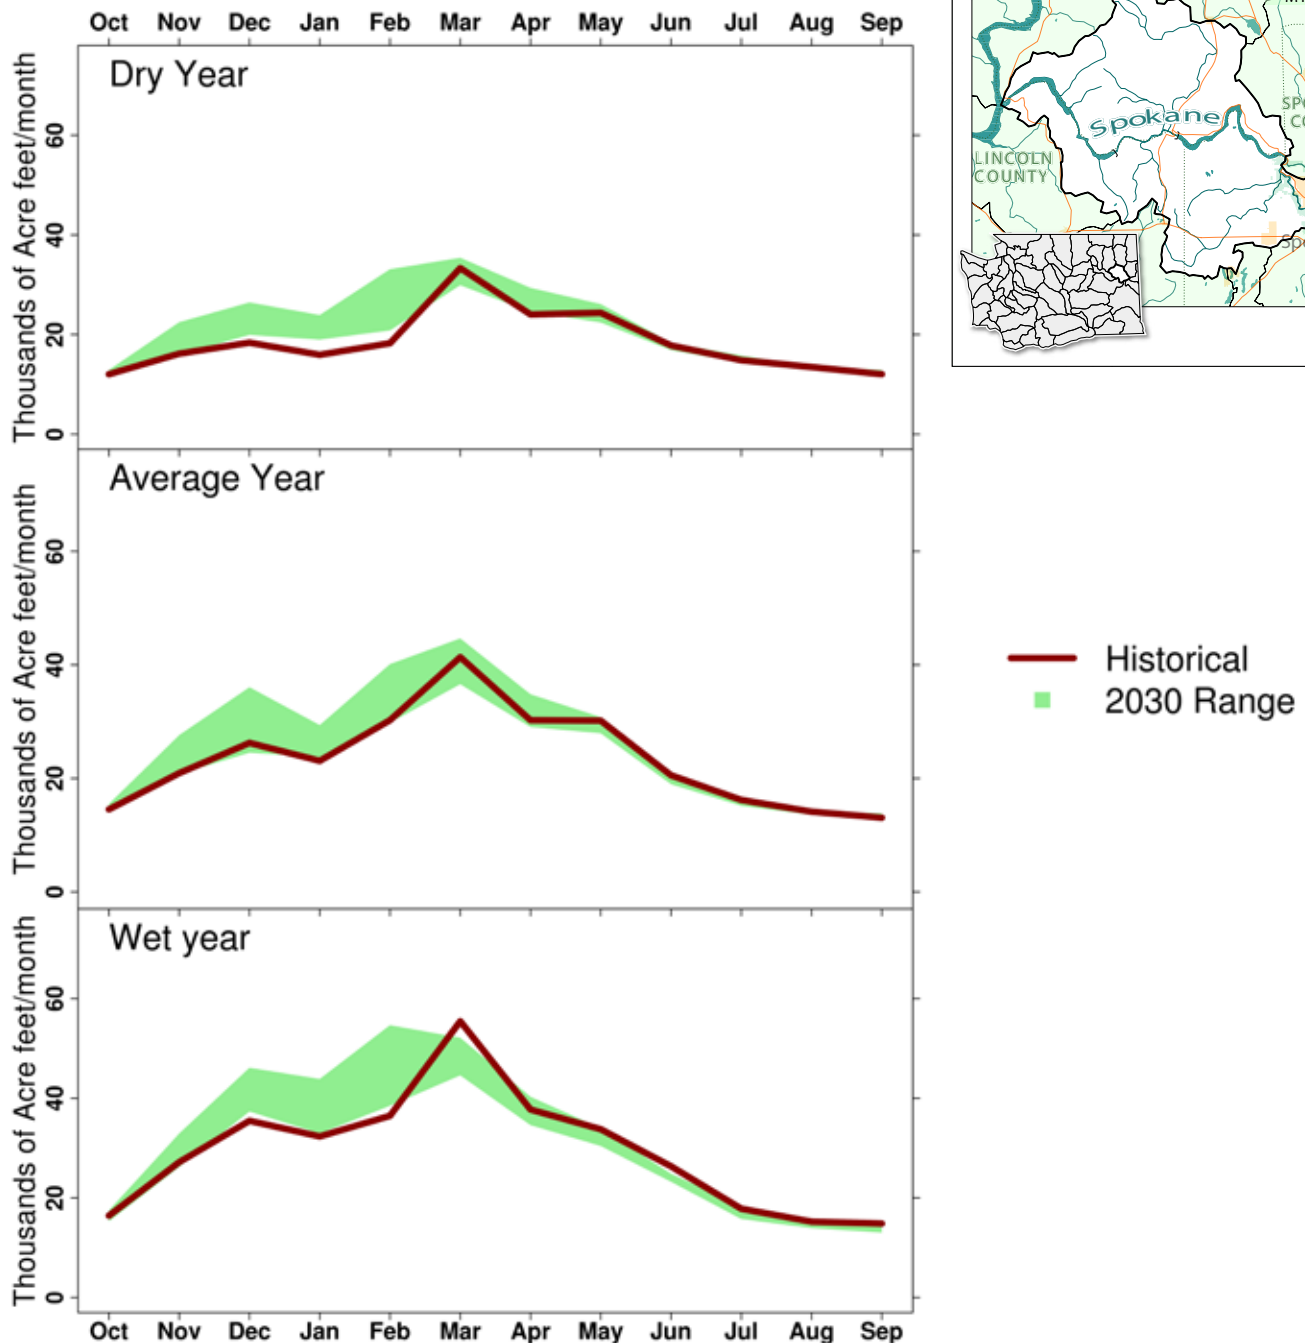 Oct Nov Dec Jan Feb Mar Apr May Jun Jul Aug Sep
Dry Year
Thousands of Acre feet/month
60
40
20
0
Spokane
LINCOLN
COUNTY
Average Year
Thousands of Acre feet/month
60
40
20
0
Historical
2030 Range
Wet year
Thousands of Acre feet/month
60
40
20
0
Oct Nov Dec Jan Feb Mar Apr May Jun Jul Aug Sep